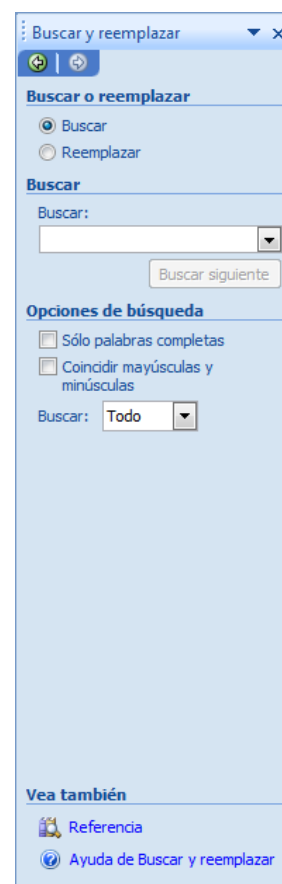 Buscar y reemplazar
Buscar o reemplazar
Buscar
Reemplazar
Buscar
Buscar:
Buscar siguiente
Opciones de búsqueda
Sólo palabras completas
Coincidir mayúsculas y
minúsculas
Buscar: Todo
Vea también
Referencia
Ayuda de Buscar y reemplazar